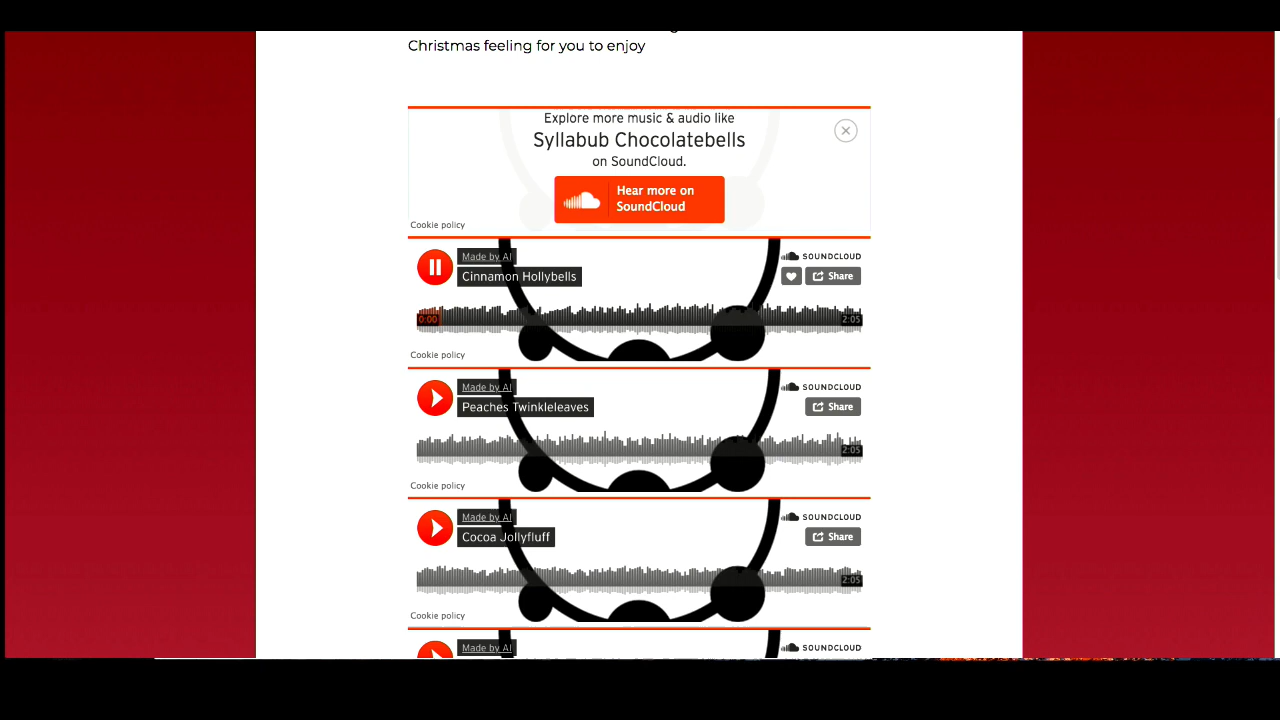 Christmas feeling for you to enjoy
Explore more music & audio like
Syllabub Chocolatebells
on SoundCloud.
Hear more on
SoundCloud
Cookie policy
Made by AI
SOUNDCLOUD
Cinnamon Hollybells
Share
0:00
2:05
Cookie policy
Made by AI
SOUNDCLOUD
Peaches Twinkleleaves
Share
2:05
Cookie policy
Made by AI
SOUNDCLOUD
Cocoa Jollyfluff
Share
2:05
Cookie policy
Made by AI
SOUNDCLOUD